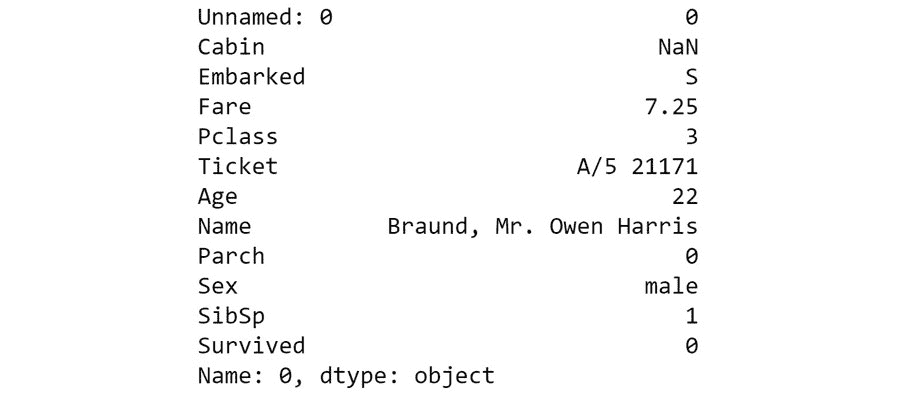 Unnamed: 0 0
Cabin NaN
Embarked S
Fare 7.25
Pclass 3
Ticket A/5 21171
Age 22
Name Braund, Mr. Owen Harris
Parch 0
Sex male
SibSp 1
Survived 0
Name: 0, dtype: object